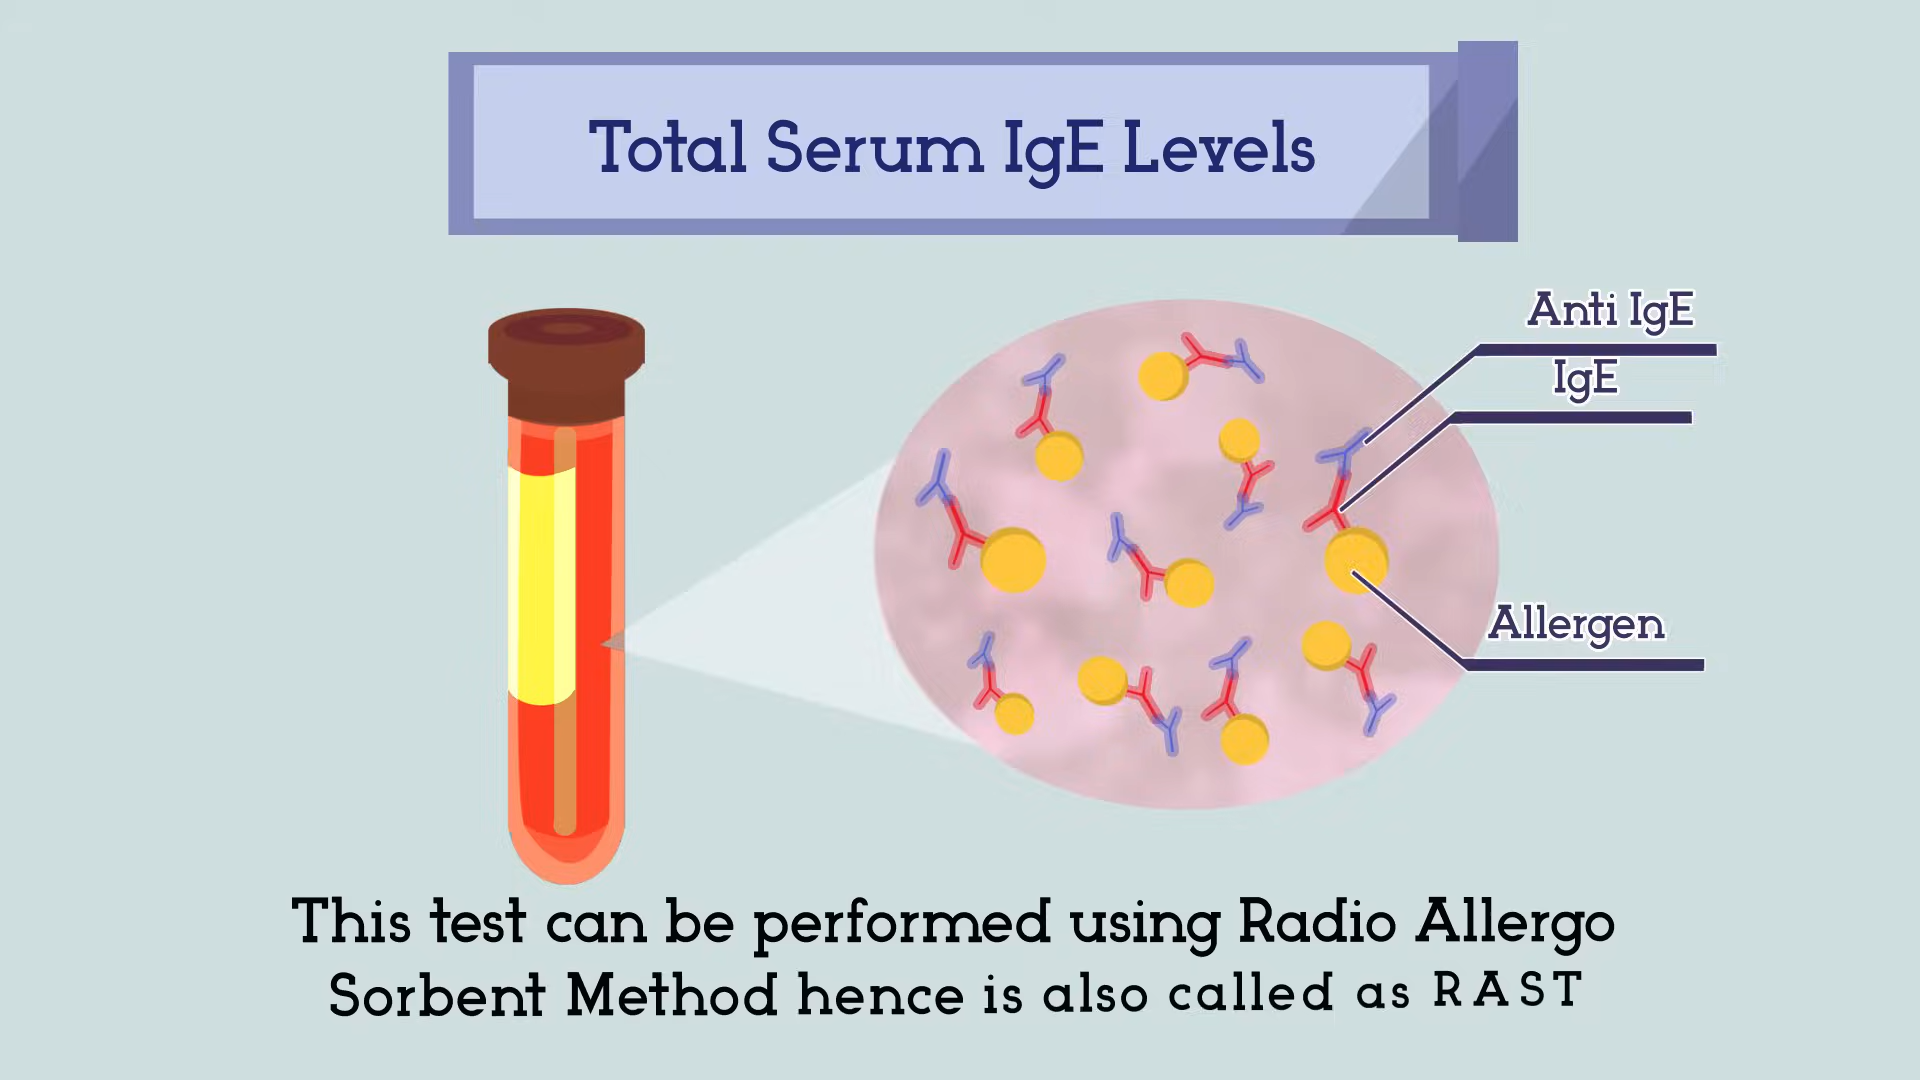 Total Serum IgE Levels
Anti IgE
IgE
Allergen
This test can be performed using Radio Allergo
Sorbent Method hence is also called as RAST